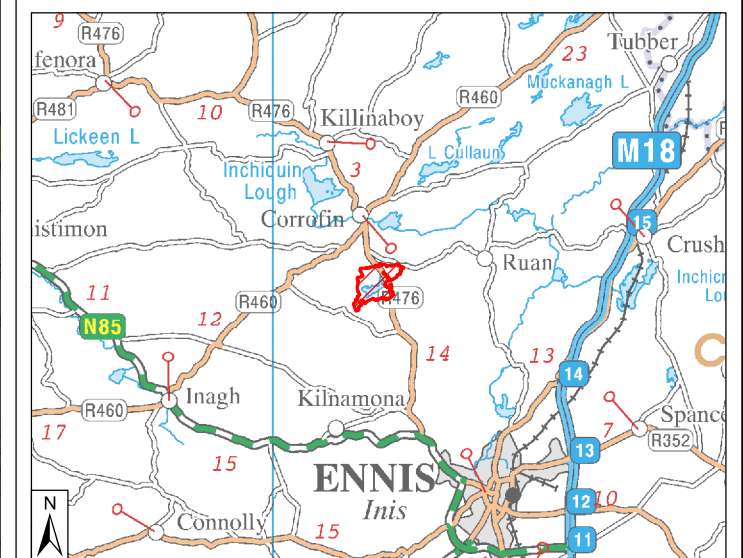 9
R476
fenora
23
Tubber
Muckanagh L
R481
10
R476
R460
Killinaboy
Lickeen L
M18
L Cullaun
Inchiquin
Lough
3
Corrofin
15
istimon
Crush
Ruan
Inchicr
Lou
11
R460
R476
N85
12
14
13
14
C
Inagh
Kilnamona
R460
Spance
17
7
R352
13
15
ENNIS
Inis
12
10
N
Connolly
15
11